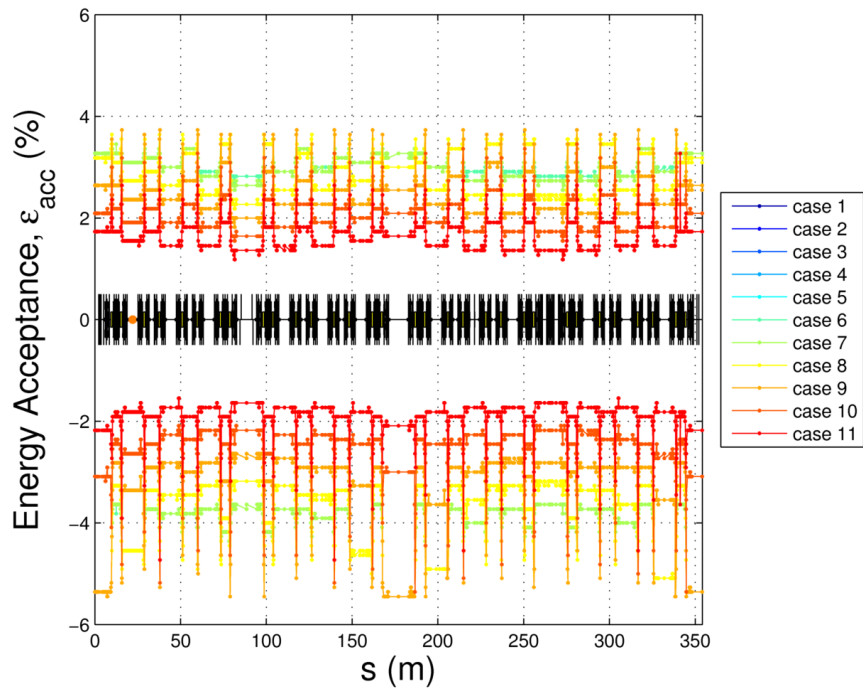 6
4
2
0
−2
−4
−6
Energy Acceptance, ε_acc (%)
0 50 100 150 200 250 300 350
s (m)
case 1
case 2
case 3
case 4
case 5
case 6
case 7
case 8
case 9
case 10
case 11